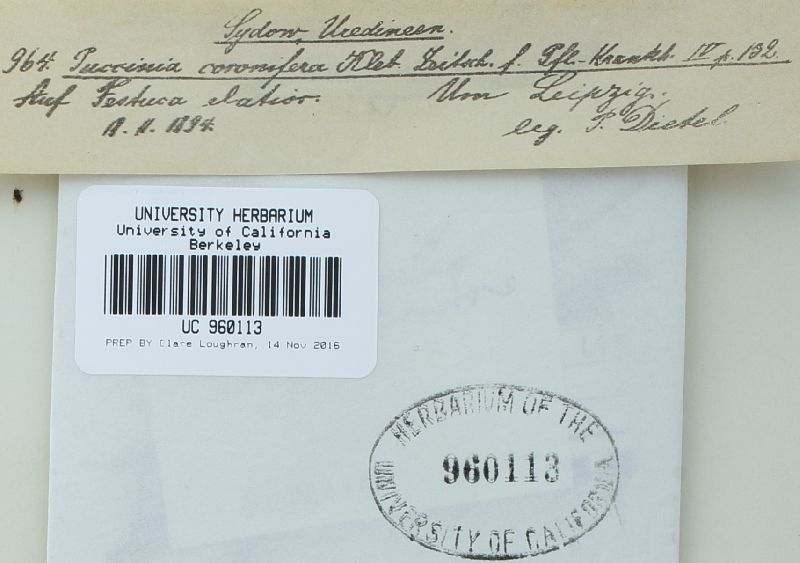 Sydow, Uredineen.
964. Puccinia coronifera Kleb. Zeitsch. f. Pfl.-Krankh. IV p. 132
Auf Festuca elatior. Um Leipzig.
11. 1894. leg. P. Dietel.
UNIVERSITY HERBARIUM
University of California
Berkeley
UC 960113
PREP BY Clare Loughran, 14 Nov 2016
HERBARIUM OF THE
960113
UNIVERSITY OF CALIFORNIA